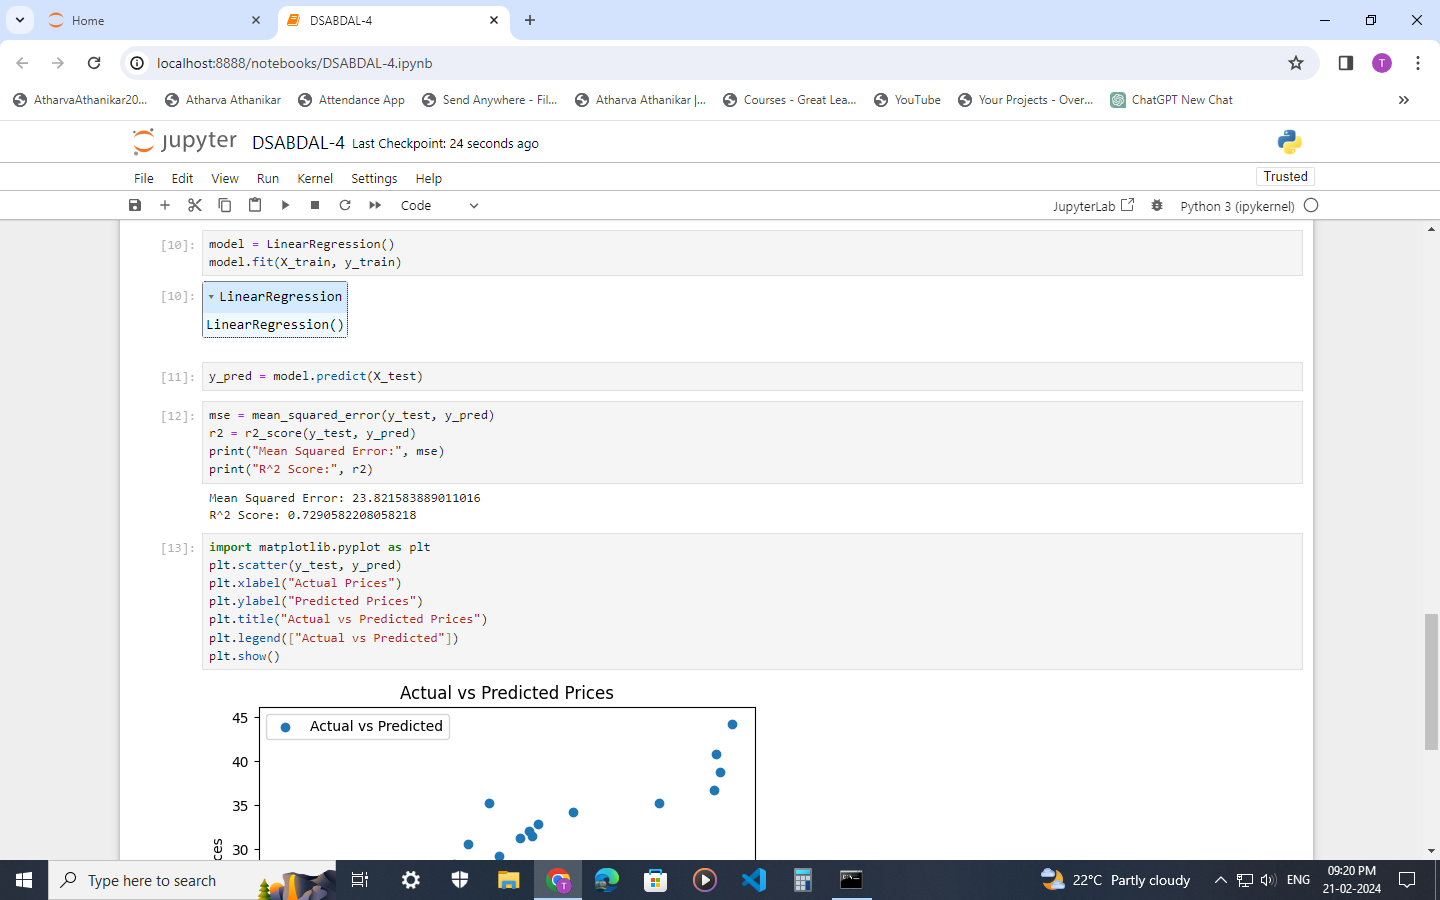 Home
DSABDAL-4
localhost:8888/notebooks/DSABDAL-4.ipynb
T
AtharvaAthanikar20...
Atharva Athanikar
Attendance App
Send Anywhere - Fil...
Atharva Athanikar |...
Courses - Great Lea...
YouTube
Your Projects - Over...
ChatGPT New Chat
jupyter DSABDAL-4 Last Checkpoint: 24 seconds ago
File Edit View Run Kernel Settings Help
Trusted
Code
JupyterLab
Python 3 (ipykernel)
[10]:
model = LinearRegression()
model.fit(X_train, y_train)
[10]:
LinearRegression
LinearRegression()
[11]:
y_pred = model.predict(X_test)
[12]:
mse = mean_squared_error(y_test, y_pred)
r2 = r2_score(y_test, y_pred)
print("Mean Squared Error:", mse)
print("R^2 Score:", r2)
Mean Squared Error: 23.821583889011016
R^2 Score: 0.7290582208058218
[13]:
import matplotlib.pyplot as plt
plt.scatter(y_test, y_pred)
plt.xlabel("Actual Prices")
plt.ylabel("Predicted Prices")
plt.title("Actual vs Predicted Prices")
plt.legend(["Actual vs Predicted"])
plt.show()
Actual vs Predicted Prices
Actual vs Predicted
45
40
35
30
ces
Type here to search
T
22°C Partly cloudy
ENG
09:20 PM
21-02-2024